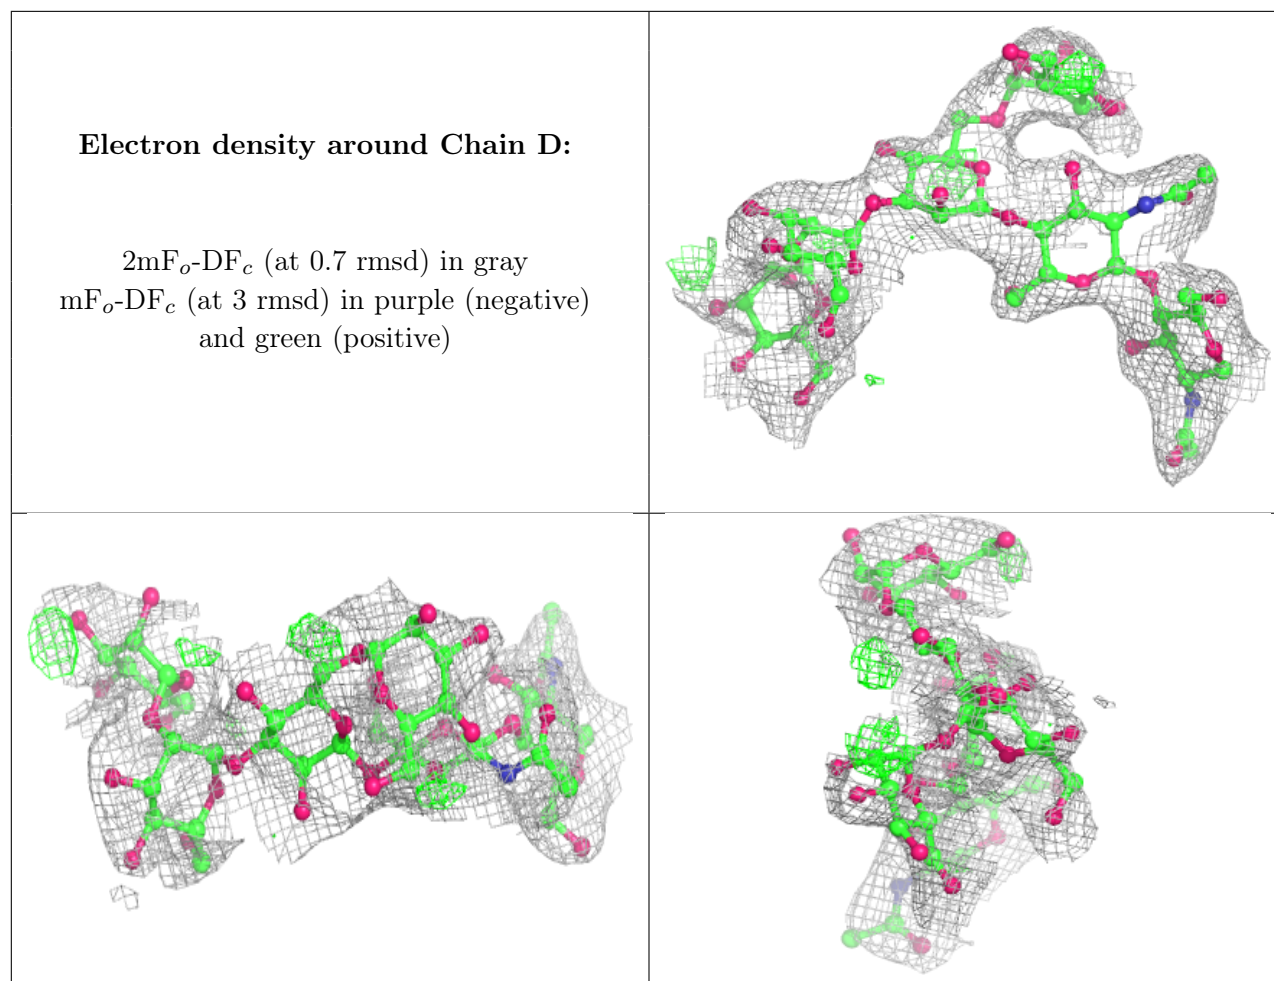 Electron density around Chain D:
2mFₒ-DF𝒸 (at 0.7 rmsd) in gray
mFₒ-DF𝒸 (at 3 rmsd) in purple (negative)
and green (positive)